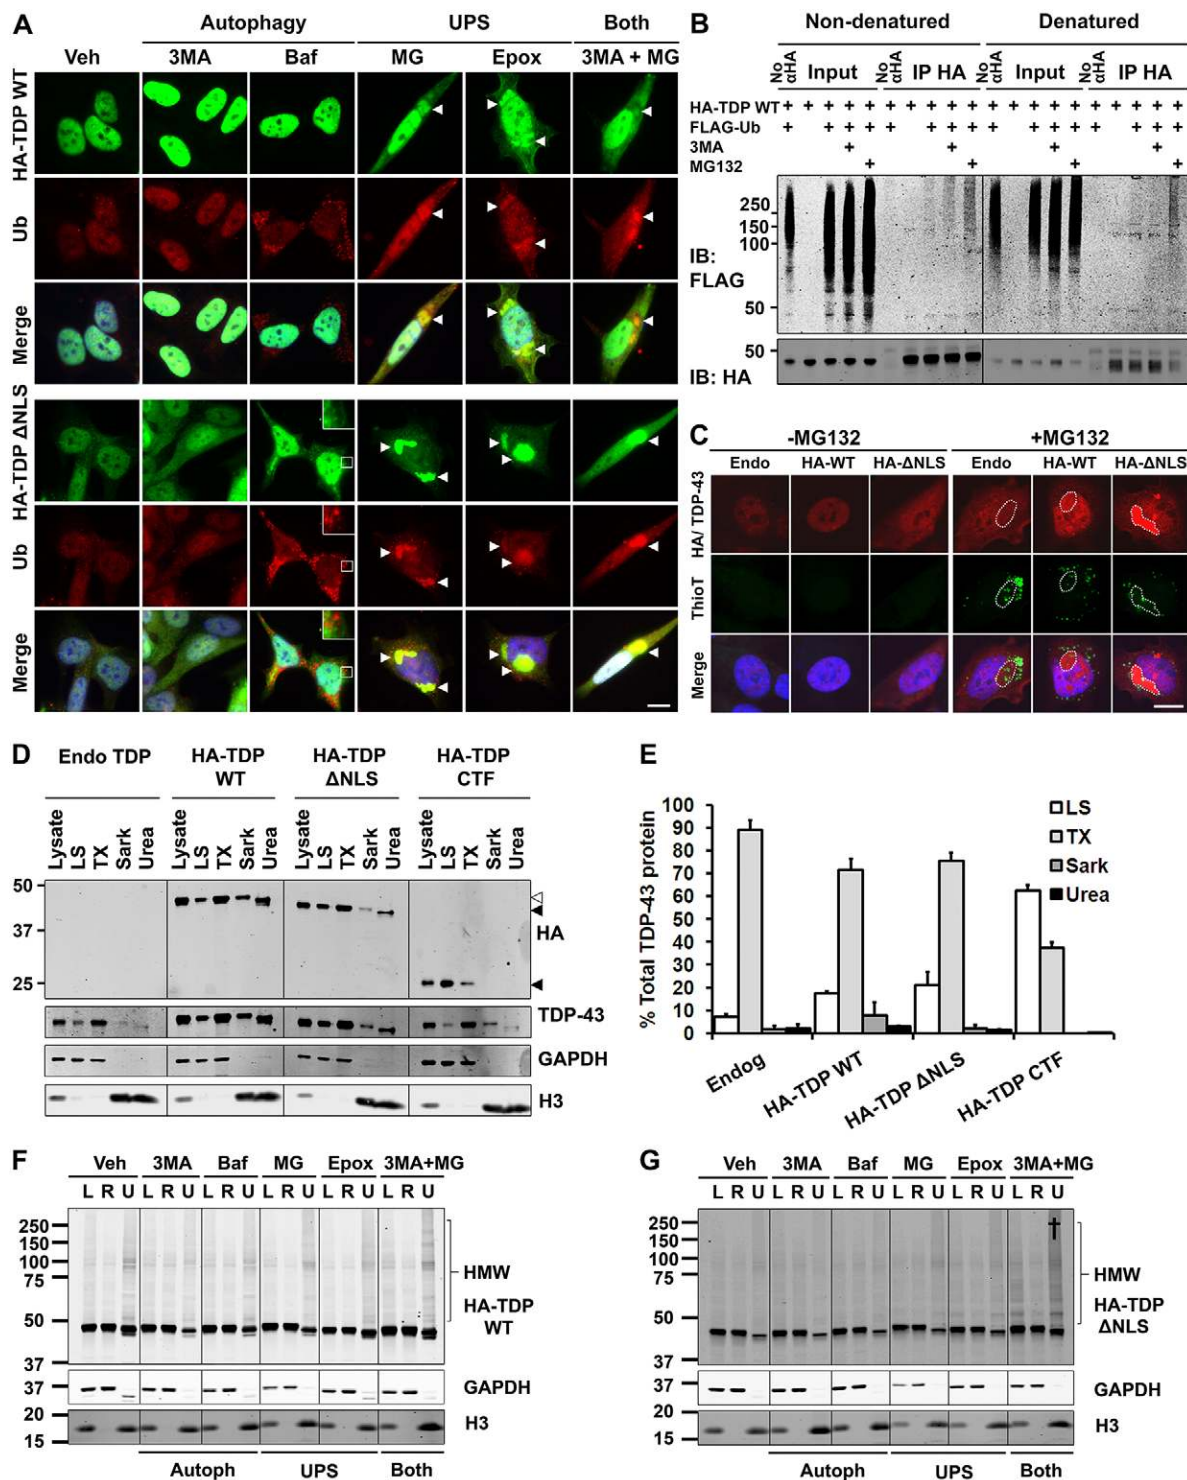 A
Autophagy UPS Both
Veh 3MA Baf MG Epox 3MA + MG
HA-TDP WT
Ub
Merge
HA-TDP ΔNLS
Ub
Merge
B
Non-denatured Denatured
No αHA Input No αHA IP HA No αHA Input No αHA IP HA
HA-TDP WT + + + + + + + + + + + + + + + + + + + +
FLAG-Ub + + + + + + + + + + + + + + + +
3MA + + + +
MG132 + + + +
250
150
100
IB:
FLAG
50
50
IB: HA
C
-MG132 +MG132
Endo HA-WT HA-ΔNLS Endo HA-WT HA-ΔNLS
HA/ TDP-43
ThioT
Merge
D
Endo TDP HA-TDP WT HA-TDP ΔNLS HA-TDP CTF
Lysate LS TX Sark Urea Lysate LS TX Sark Urea Lysate LS TX Sark Urea Lysate LS TX Sark Urea
50
37
HA
25
TDP-43
GAPDH
H3
E
% Total TDP-43 protein
100
90
80
70
60
50
40
30
20
10
0
LS
TX
Sark
Urea
Endog HA-TDP WT HA-TDP ΔNLS HA-TDP CTF
F
Veh 3MA Baf MG Epox 3MA+MG
L R U L R U L R U L R U L R U L R U
250
150
100
75
HMW
50
HA-TDP
WT
37
37
GAPDH
20
H3
15
Autoph UPS Both
G
Veh 3MA Baf MG Epox 3MA+MG
L R U L R U L R U L R U L R U L R U
†
250
150
100
75
HMW
50
HA-TDP
ΔNLS
37
37
GAPDH
20
H3
15
Autoph UPS Both